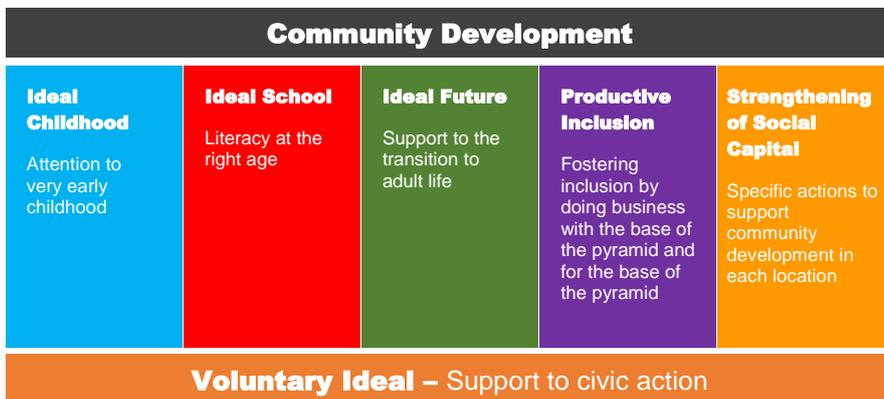 Community Development
Ideal
Childhood
Attention to
very early
childhood
Ideal School
Literacy at the
right age
Ideal Future
Support to the
transition to
adult life
Productive
Inclusion
Fostering
inclusion by
doing business
with the base of
the pyramid and
for the base of
the pyramid
Strengthening
of Social
Capital
Specific actions to
support
community
development in
each location
Voluntary Ideal – Support to civic action